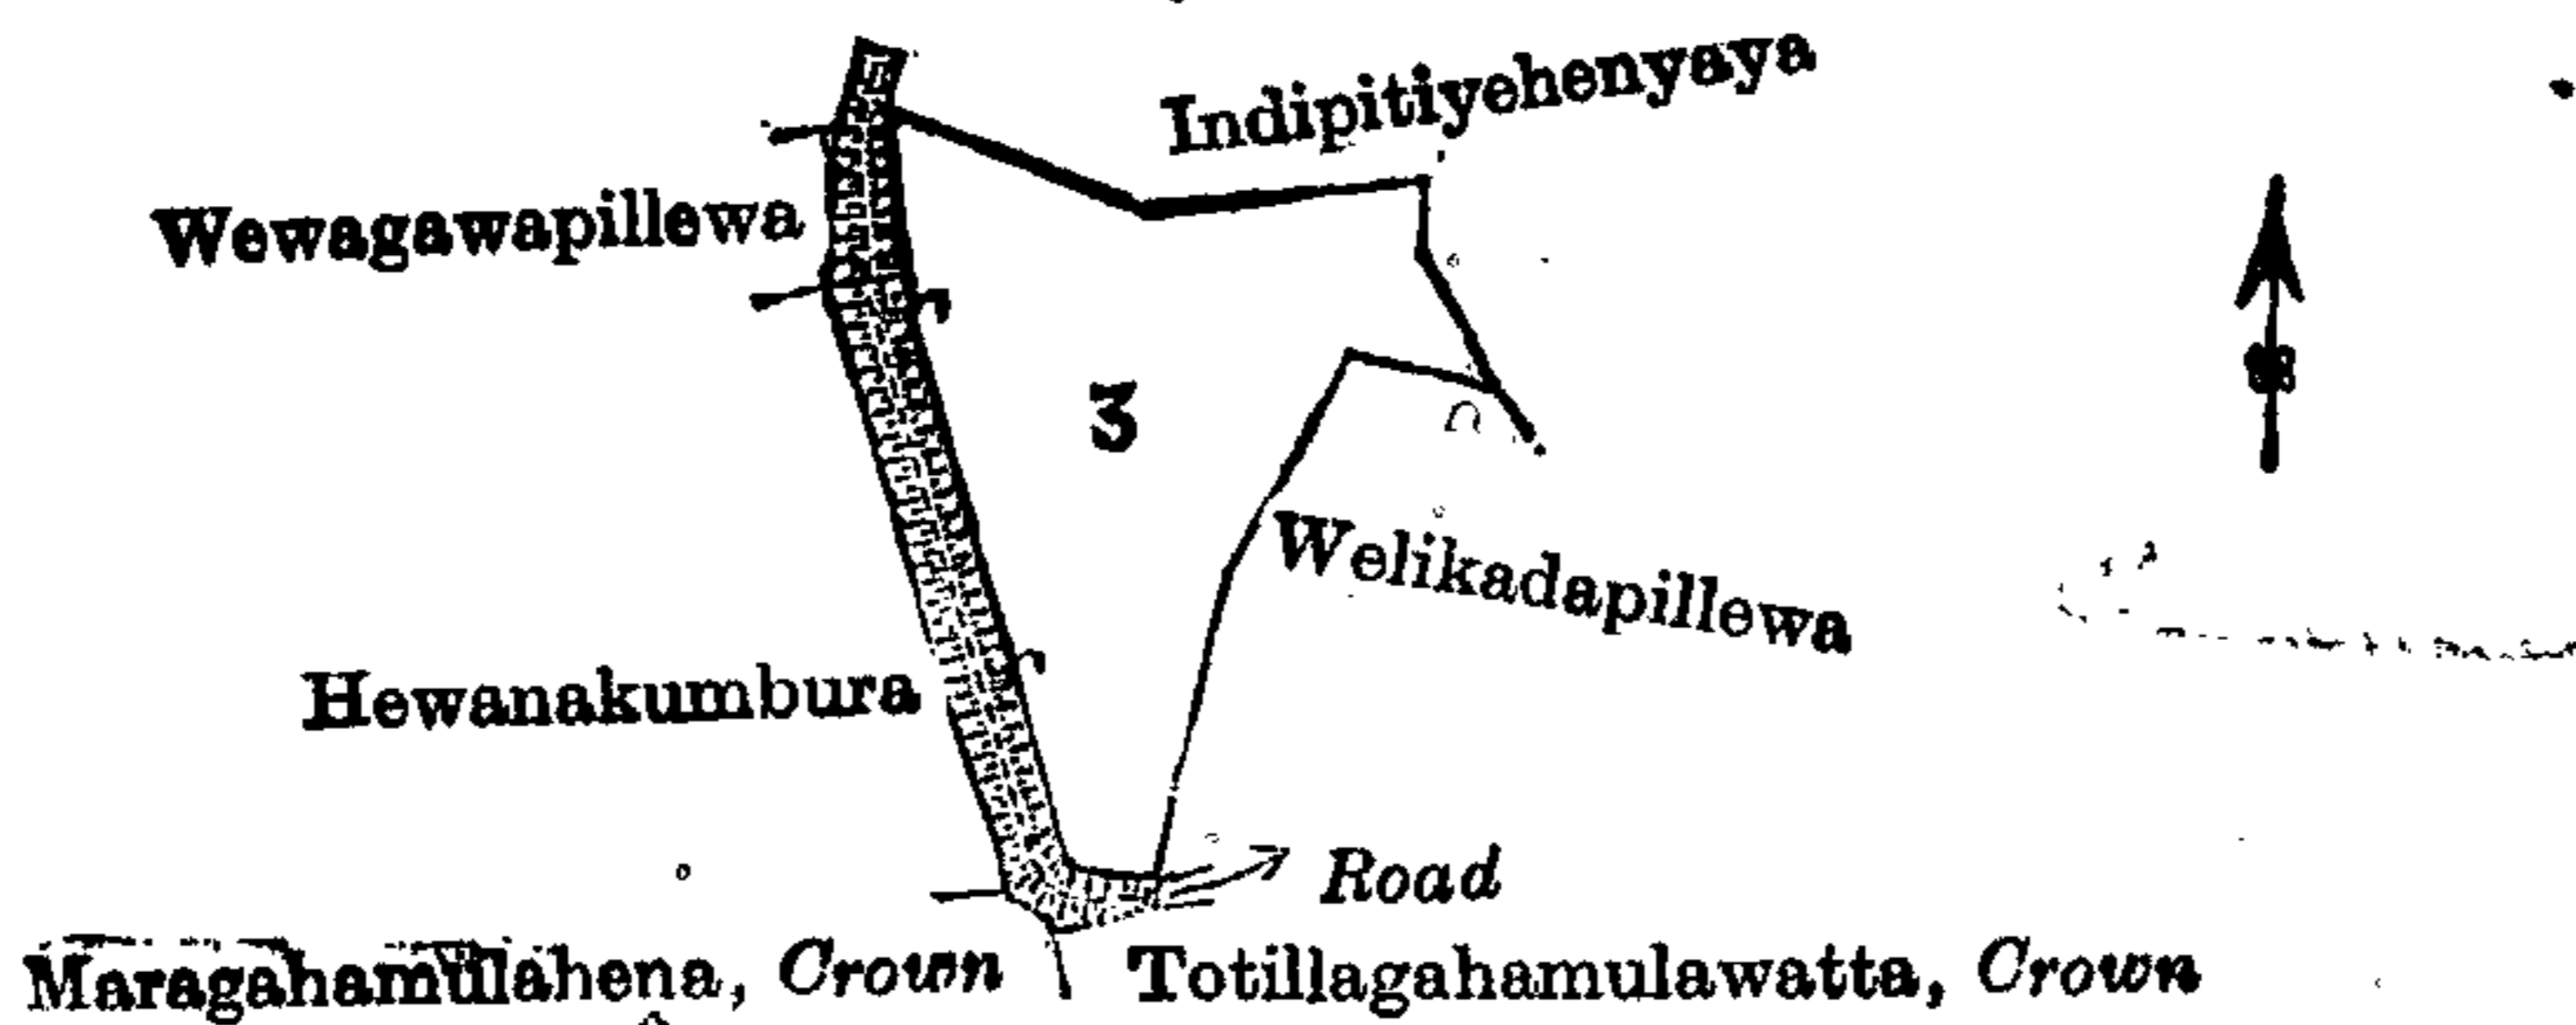 Indipitiyehenyaya
Wewagawapillewa
3
Welikadapillewa
Hewanakumbura
Road
Maragahamulahena, Crown
Totillagahamulawatta, Crown